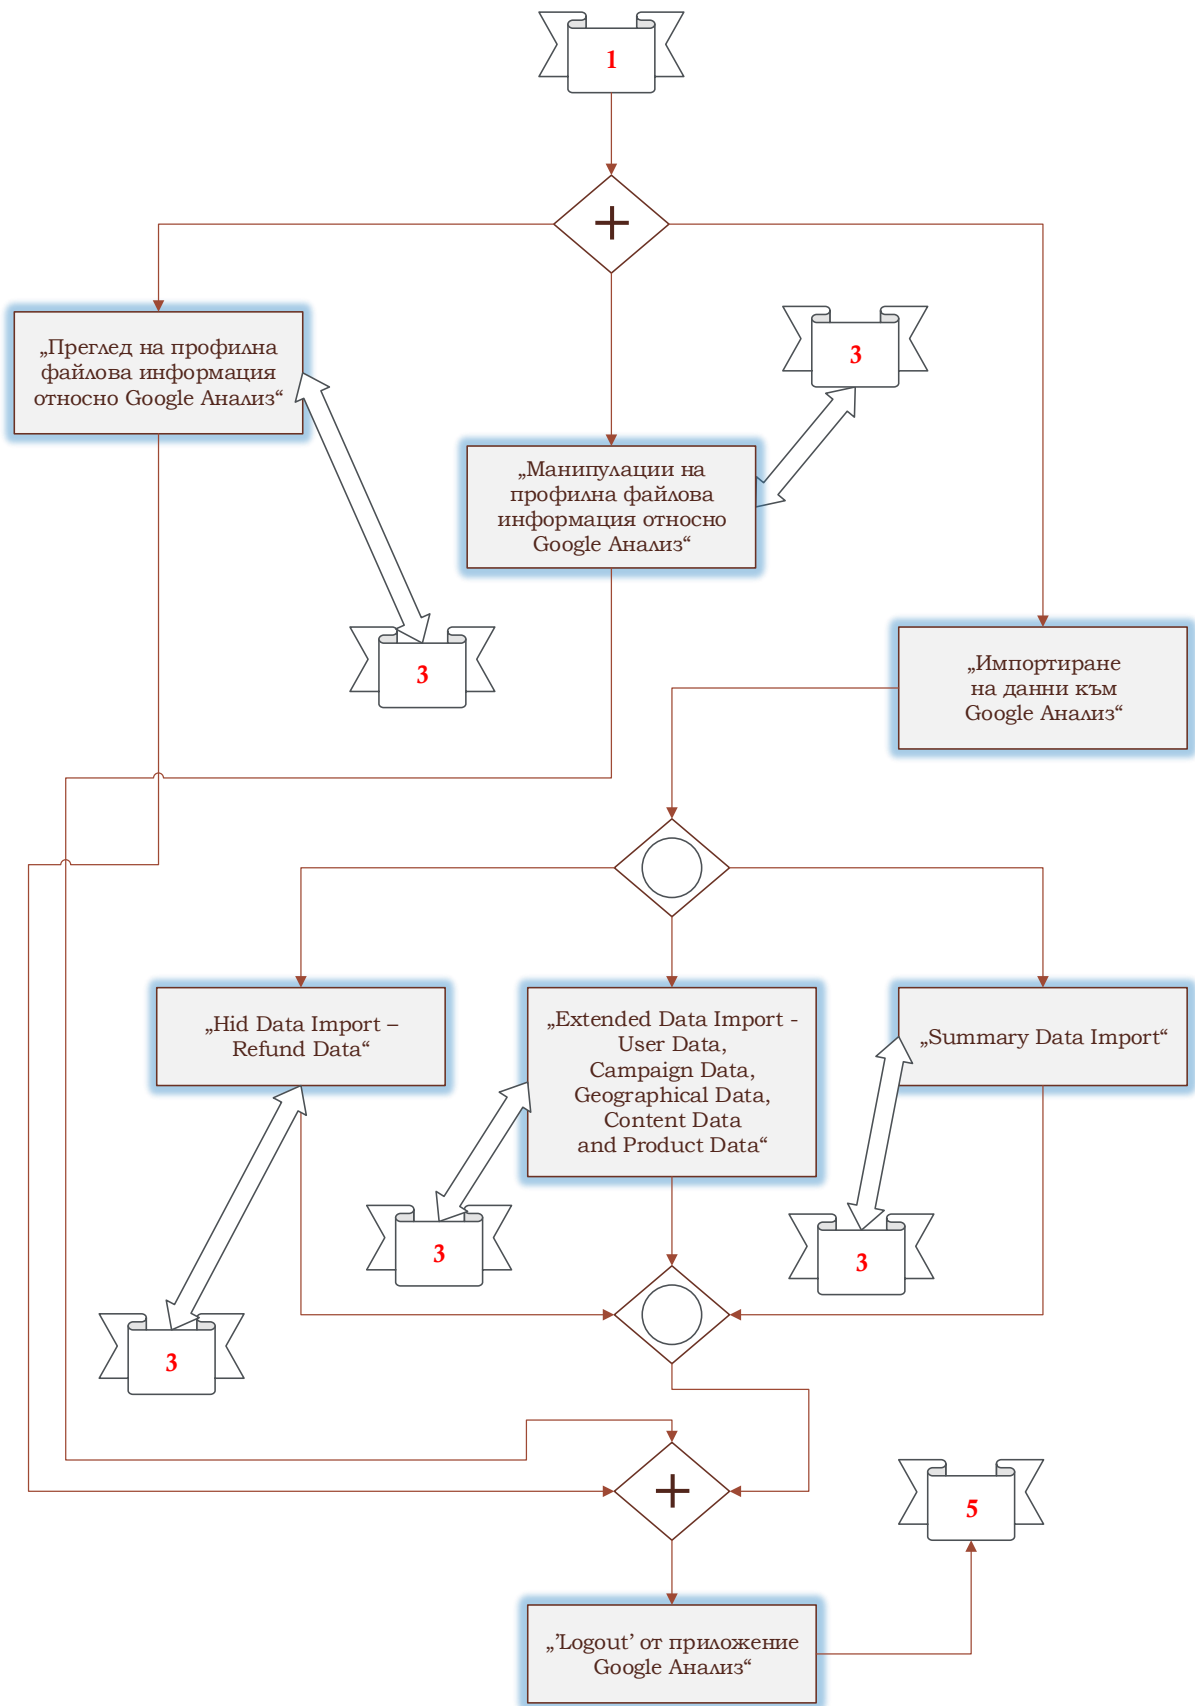 1
„Преглед на профилна
файлова информация
относно Google Анализ“
3
„Манипулации на
профилна файлова
информация относно
Google Анализ“
3
„Импортиране
на данни към
Google Анализ“
„Hid Data Import –
Refund Data“
„Extended Data Import -
User Data,
Campaign Data,
Geographical Data,
Content Data
and Product Data“
„Summary Data Import“
3
3
3
5
„’Logout’ от приложение
Google Анализ“